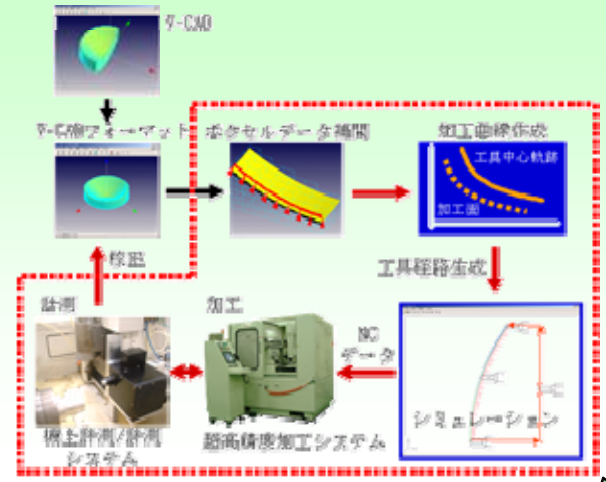 V-CAD
V-CADフォーマット
ボクセルデータ補間
加工曲線作成
工具中心軌跡
加工面
工具経路生成
検証
計測
加工
NC
データ
シミュレーション
機上計測/計測
システム
超高精度加工システム